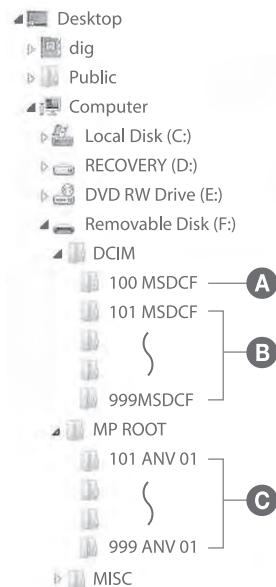 Desktop
dig
Public
Computer
Local Disk (C:)
RECOVERY (D:)
DVD RW Drive (E:)
Removable Disk (F:)
DCIM
100 MSDCF
A
101 MSDCF
B
999MSDCF
MP ROOT
101 ANV 01
C
999 ANV 01
MISC